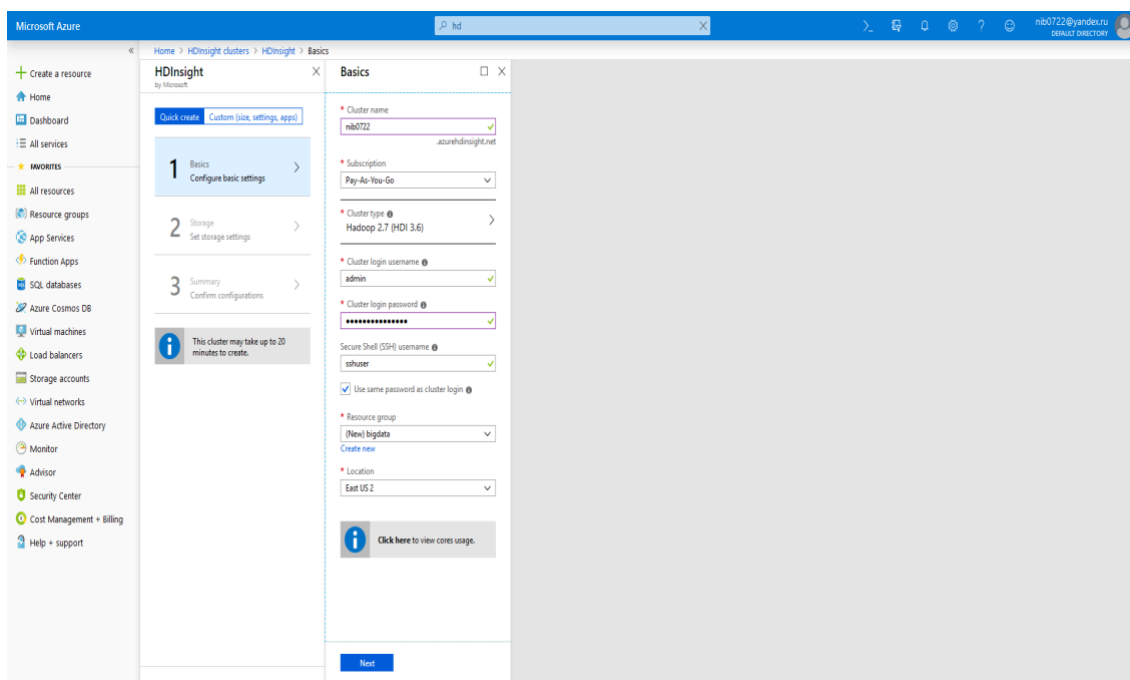 Microsoft Azure
hd
nib0722@yandex.ru
DEFAULT DIRECTORY
Home > HDInsight clusters > HDInsight > Basics
Create a resource
Home
Dashboard
All services
FAVORITES
All resources
Resource groups
App Services
Function Apps
SQL databases
Azure Cosmos DB
Virtual machines
Load balancers
Storage accounts
Virtual networks
Azure Active Directory
Monitor
Advisor
Security Center
Cost Management + Billing
Help + support
HDInsight
by Microsoft
Quick create Custom (size, settings, apps)
1 Basics
Configure basic settings
2 Storage
Set storage settings
3 Summary
Confirm configurations
This cluster may take up to 20
minutes to create.
Basics
* Cluster name
nib0722
.azurehdinsight.net
* Subscription
Pay-As-You-Go
* Cluster type
Hadoop 2.7 (HDI 3.6)
* Cluster login username
admin
* Cluster login password
•••••••••••••••
Secure Shell (SSH) username
sshuser
Use same password as cluster login
* Resource group
(New) bigdata
Create new
* Location
East US 2
Click here to view cores usage.
Next